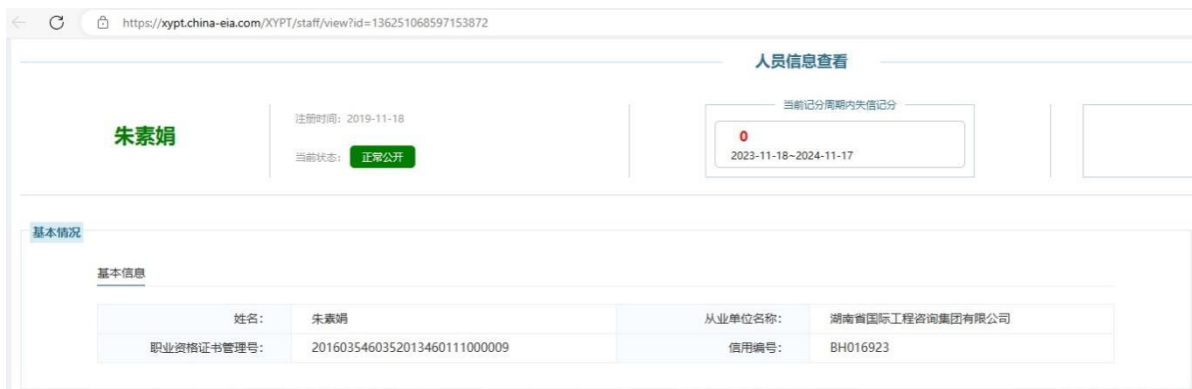 https://xypt.china-eia.com/XYPT/staff/view?id=136251068597153872
人员信息查看
朱素娟
注册时间：2019-11-18
当前状态：正常公开
当前记分周期内失信记分
0
2023-11-18~2024-11-17
基本情况
基本信息
姓名： 朱素娟 从业单位名称： 湖南省国际工程咨询集团有限公司
职业资格证书管理号： 2016035460352013460111000009 信用编号： BH016923